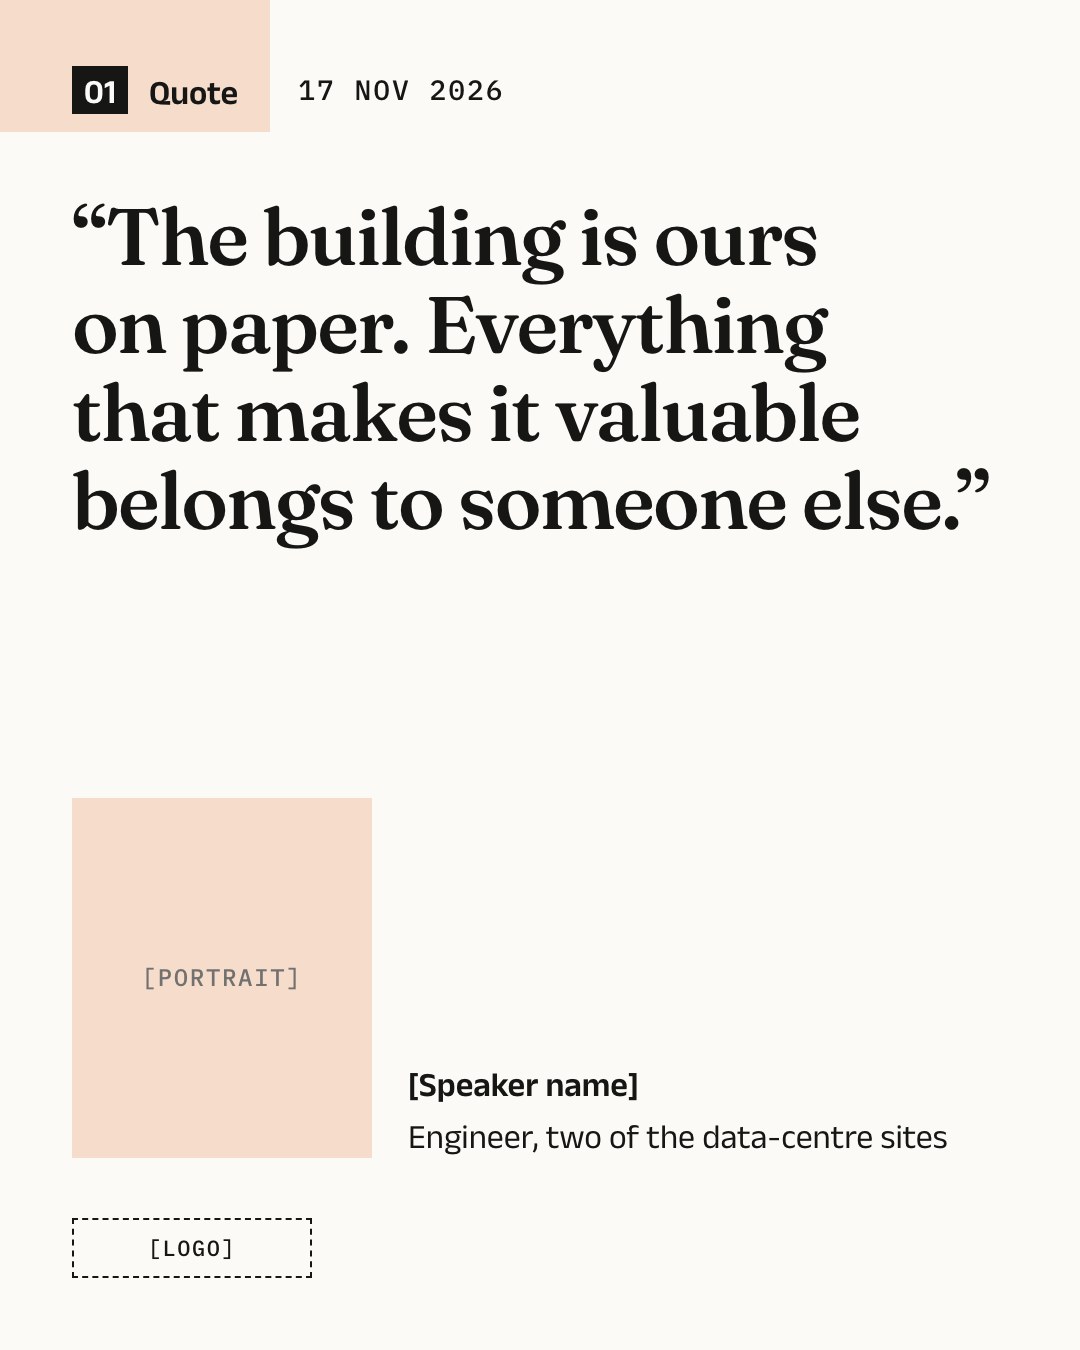 01 Quote 17 NOV 2026
“The building is ours
on paper. Everything
that makes it valuable
belongs to someone else.”
[PORTRAIT]
[Speaker name]
Engineer, two of the data-centre sites
[LOGO]